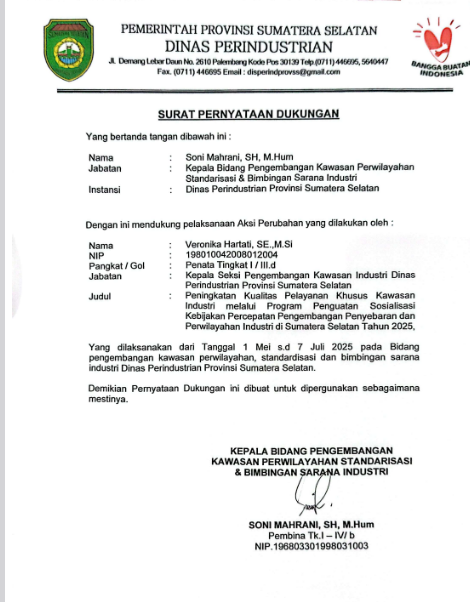 PEMERINTAH PROVINSI SUMATERA SELATAN
DINAS PERINDUSTRIAN
Jl. Demang Lebar Daun No. 2610 Palembang Kode Pos 30139 Telp.(0711) 446695, 5640447
Fax. (0711) 446695 Email : disperindprovss@gmail.com
BANGGA BUATAN
INDONESIA
SURAT PERNYATAAN DUKUNGAN
Yang bertanda tangan dibawah ini :
Nama : Soni Mahrani, SH, M.Hum
Jabatan : Kepala Bidang Pengembangan Kawasan Perwilayahan
Standarisasi & Bimbingan Sarana Industri
Instansi : Dinas Perindustrian Provinsi Sumatera Selatan
Dengan ini mendukung pelaksanaan Aksi Perubahan yang dilakukan oleh :
Nama : Veronika Hartati, SE.,M.Si
NIP : 198010042008012004
Pangkat / Gol : Penata Tingkat I / III.d
Jabatan : Kepala Seksi Pengembangan Kawasan Industri Dinas
Perindustrian Provinsi Sumatera Selatan
Judul : Peningkatan Kualitas Pelayanan Khusus Kawasan
Industri melalui Program Penguatan Sosialisasi
Kebijakan Percepatan Pengembangan Penyebaran dan
Perwilayahan Industri di Sumatera Selatan Tahun 2025,
Yang dilaksanakan dari Tanggal 1 Mei s.d 7 Juli 2025 pada Bidang
pengembangan kawasan perwilayahan, standardisasi dan bimbingan sarana
industri Dinas Perindustrian Provinsi Sumatera Selatan.
Demikian Pernyataan Dukungan ini dibuat untuk dipergunakan sebagaimana
mestinya.
KEPALA BIDANG PENGEMBANGAN
KAWASAN PERWILAYAHAN STANDARISASI
& BIMBINGAN SARANA INDUSTRI
SONI MAHRANI, SH, M.Hum
Pembina Tk.I – IV/ b
NIP.196803301998031003